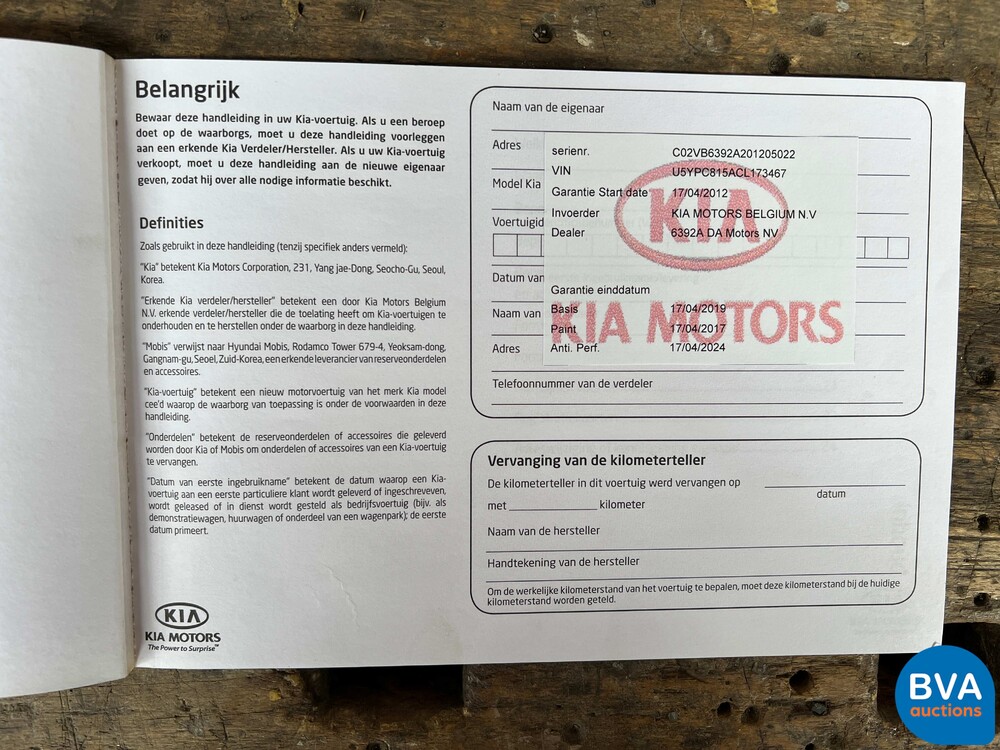 Belangrijk
Bewaar deze handleiding in uw Kia-voertuig. Als u een beroep
doet op de waarborgs, moet u deze handleiding voorleggen
aan een erkende Kia Verdeler/Hersteller. Als u uw Kia-voertuig
verkoopt, moet u deze handleiding aan de nieuwe eigenaar
geven, zodat hij over alle nodige informatie beschikt.
Definities
Zoals gebruikt in deze handleiding (tenzij specifiek anders vermeld):
"Kia" betekent Kia Motors Corporation, 231, Yang jae-Dong, Seocho-Gu, Seoul,
Korea.
"Erkende Kia verdeler/hersteller" betekent een door Kia Motors Belgium
N.V. erkende verdeler/hersteller die de toelating heeft om Kia-voertuigen te
onderhouden en te herstellen onder de waarborg in deze handleiding.
"Mobis" verwijst naar Hyundai Mobis, Rodamco Tower 679-4, Yeoksam-dong,
Gangnam-gu, Seoel, Zuid-Korea, een erkende leverancier van reserveonderdelen
en accessoires.
"Kia-voertuig" betekent een nieuw motorvoertuig van het merk Kia model
cee'd waarop de waarborg van toepassing is onder de voorwaarden in deze
handleiding.
"Onderdelen" betekent de reserveonderdelen of accessoires die geleverd
worden door Kia of Mobis om onderdelen of accessoires van een Kia-voertuig
te vervangen.
"Datum van eerste ingebruikname" betekent de datum waarop een Kia-
voertuig aan een eerste particuliere klant wordt geleverd of ingeschreven,
wordt geleased of in dienst wordt gesteld als bedrijfsvoertuig (bijv. als
demonstratiewagen, huurwagen of onderdeel van een wagenpark); de eerste
datum primeert.
KIA
KIA MOTORS
The Power to Surprise™
Naam van de eigenaar
Adres
Model Kia
Voertuigid
Datum van
Naam van
Adres
Telefoonnummer van de verdeler
KIA
KIA MOTORS
serienr. C02VB6392A201205022
VIN U5YPC815ACL173467
Garantie Start date 17/04/2012
Invoerder KIA MOTORS BELGIUM N.V
Dealer 6392A DA Motors NV
Garantie einddatum
Basis 17/04/2019
Paint 17/04/2017
Anti. Perf. 17/04/2024
Vervanging van de kilometerteller
De kilometerteller in dit voertuig werd vervangen op
datum
met kilometer
Naam van de hersteller
Handtekening van de hersteller
Om de werkelijke kilometerstand van het voertuig te bepalen, moet deze kilometerstand bij de huidige
kilometerstand worden geteld.
BVA
auctions